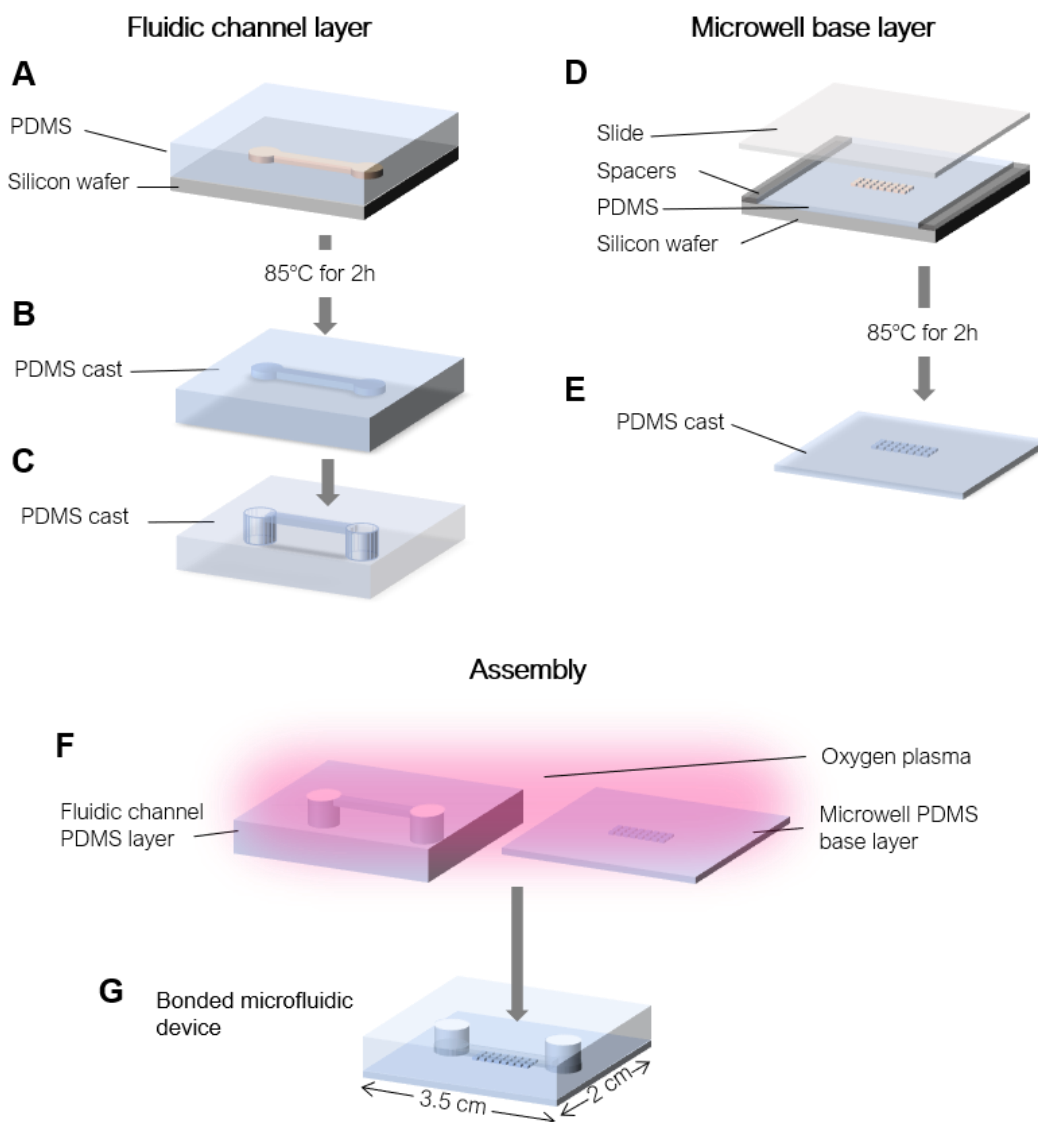 Fluidic channel layer
A
PDMS
Silicon wafer
85°C for 2h
B
PDMS cast
C
PDMS cast
Microwell base layer
D
Slide
Spacers
PDMS
Silicon wafer
85°C for 2h
E
PDMS cast
Assembly
F
Fluidic channel
PDMS layer
Oxygen plasma
Microwell PDMS
base layer
G
Bonded microfluidic
device
3.5 cm
2 cm